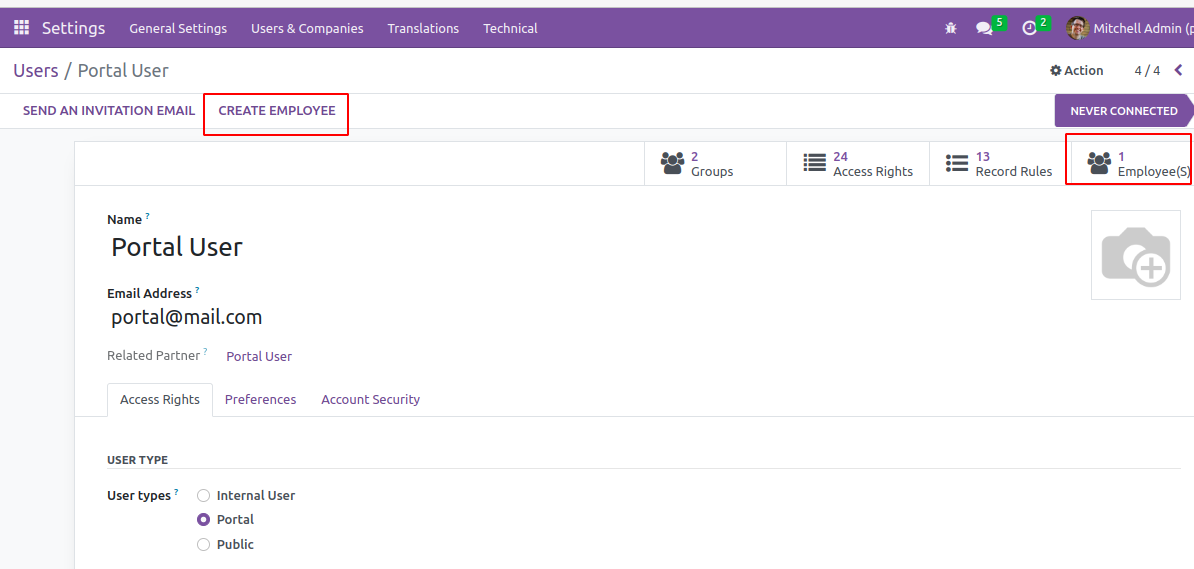 Settings General Settings Users & Companies Translations Technical 5 2 Mitchell Admin (p
Users / Portal User Action 4 / 4
SEND AN INVITATION EMAIL CREATE EMPLOYEE NEVER CONNECTED
2 Groups 24 Access Rights 13 Record Rules 1 Employee(S)
Name ?
Portal User
Email Address ?
portal@mail.com
Related Partner ? Portal User
Access Rights Preferences Account Security
USER TYPE
User types ? Internal User
Portal
Public